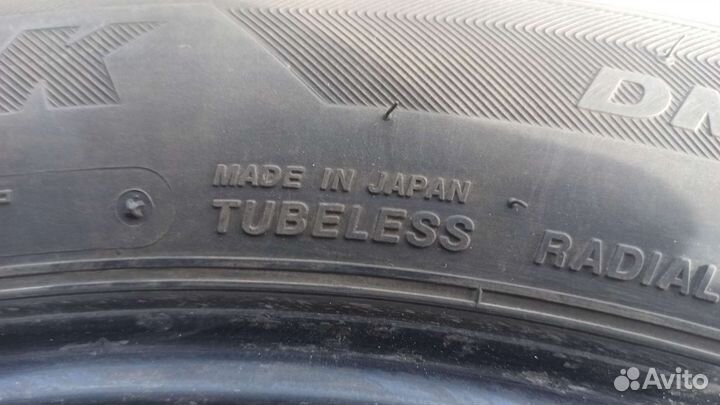 K
DM
MADE IN JAPAN
TUBELESS
RADIAL
Avito